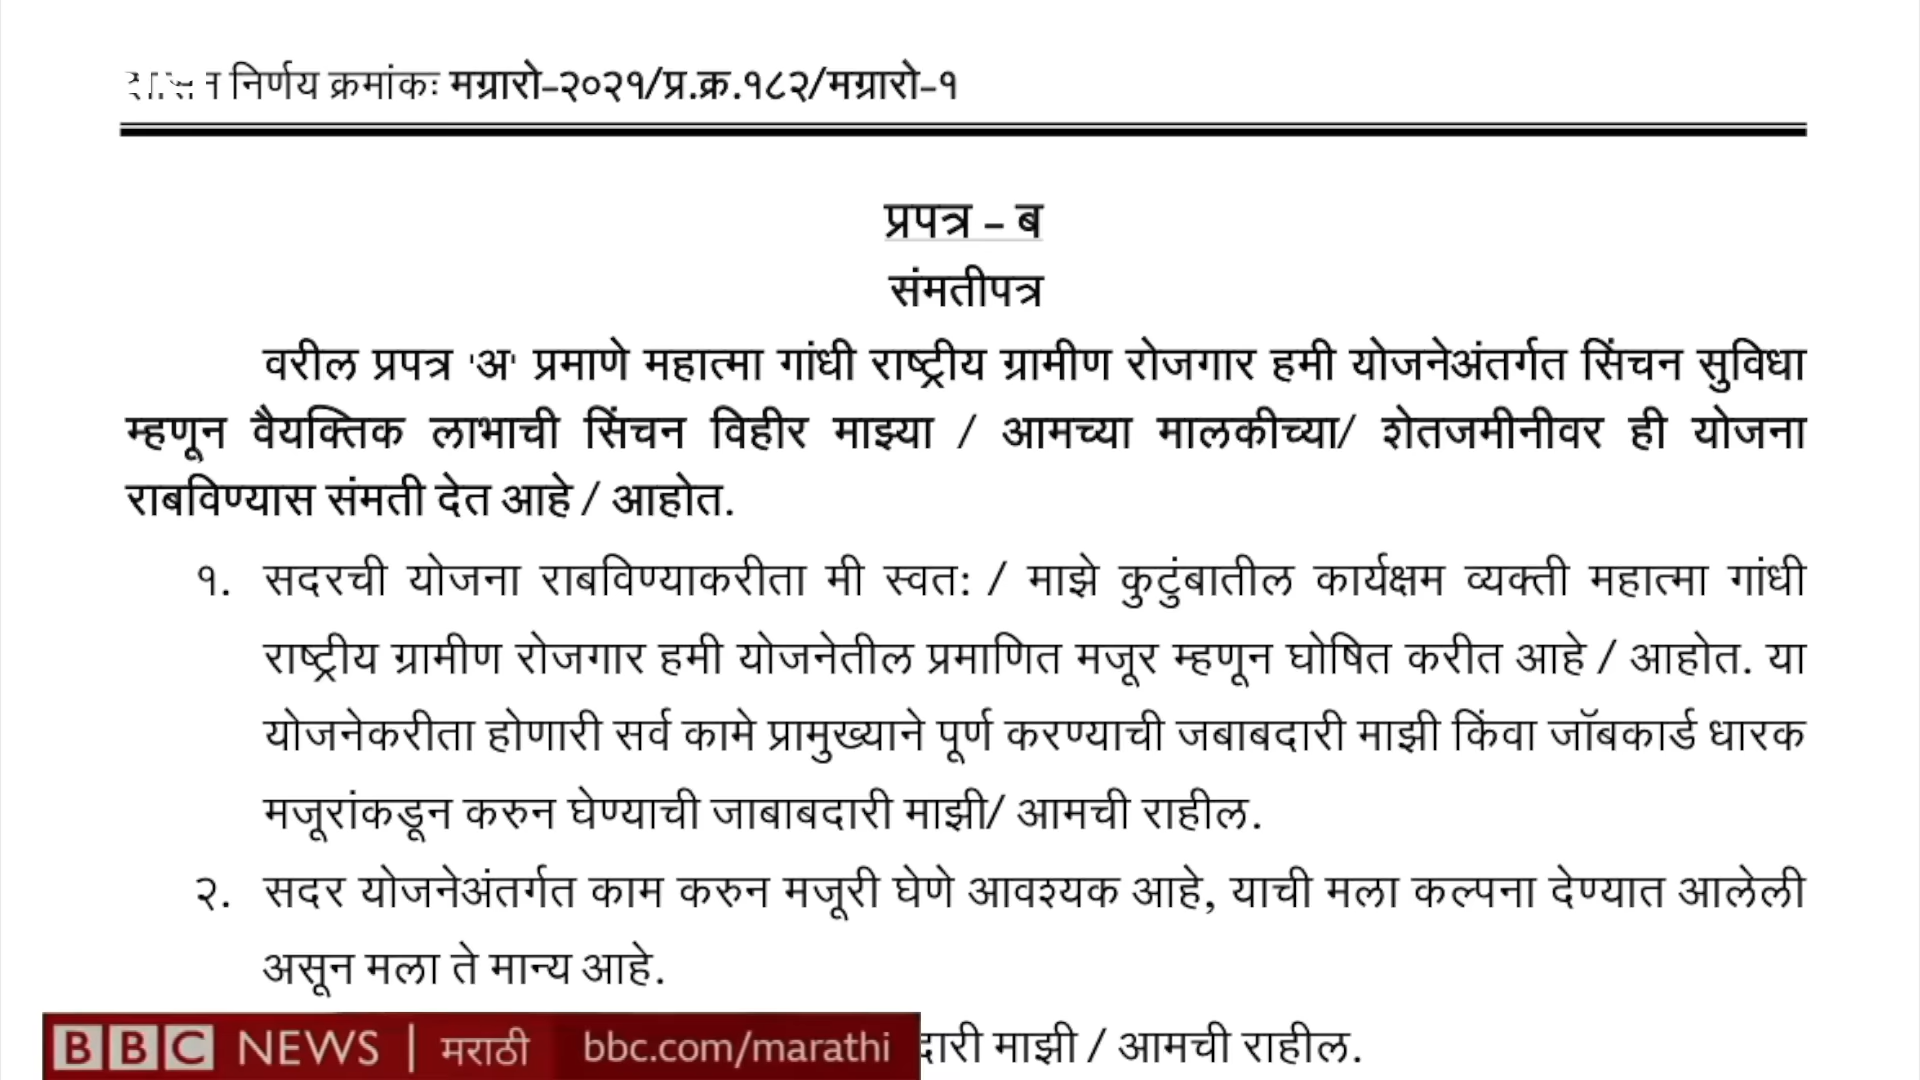 निर्णय क्रमांकः मग्रारो-२०२१/प्र.क्र.१८२/मग्रारो-१
प्रपत्र – ब
संमतीपत्र
वरील प्रपत्र 'अ' प्रमाणे महात्मा गांधी राष्ट्रीय ग्रामीण रोजगार हमी योजनेअंतर्गत सिंचन सुविधा
म्हणून वैयक्तिक लाभाची सिंचन विहीर माझ्या / आमच्या मालकीच्या/ शेतजमीनीवर ही योजना
राबविण्यास संमती देत आहे / आहोत.
१. सदरची योजना राबविण्याकरीता मी स्वत: / माझे कुटुंबातील कार्यक्षम व्यक्ती महात्मा गांधी
राष्ट्रीय ग्रामीण रोजगार हमी योजनेतील प्रमाणित मजूर म्हणून घोषित करीत आहे / आहोत. या
योजनेकरीता होणारी सर्व कामे प्रामुख्याने पूर्ण करण्याची जबाबदारी माझी किंवा जॉबकार्ड धारक
मजूरांकडून करुन घेण्याची जाबाबदारी माझी/ आमची राहील.
२. सदर योजनेअंतर्गत काम करुन मजूरी घेणे आवश्यक आहे, याची मला कल्पना देण्यात आलेली
असून मला ते मान्य आहे.
माझी / आमची राहील.
BBC NEWS | मराठी bbc.com/marathi